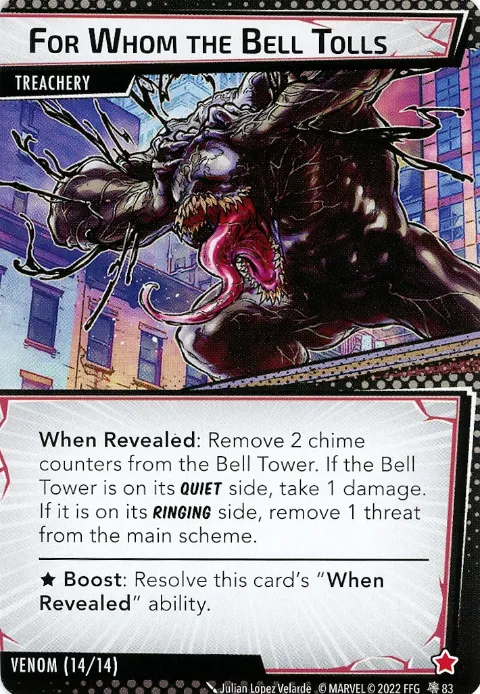 FOR WHOM THE BELL TOLLS
TREACHERY
When Revealed: Remove 2 chime
counters from the Bell Tower. If the Bell
Tower is on its QUIET side, take 1 damage.
If it is on its RINGING side, remove 1 threat
from the main scheme.
★ Boost: Resolve this card's "When
Revealed" ability.
VENOM (14/14)
Julian Lopez Velarde © MARVEL © 2022 FFG 83